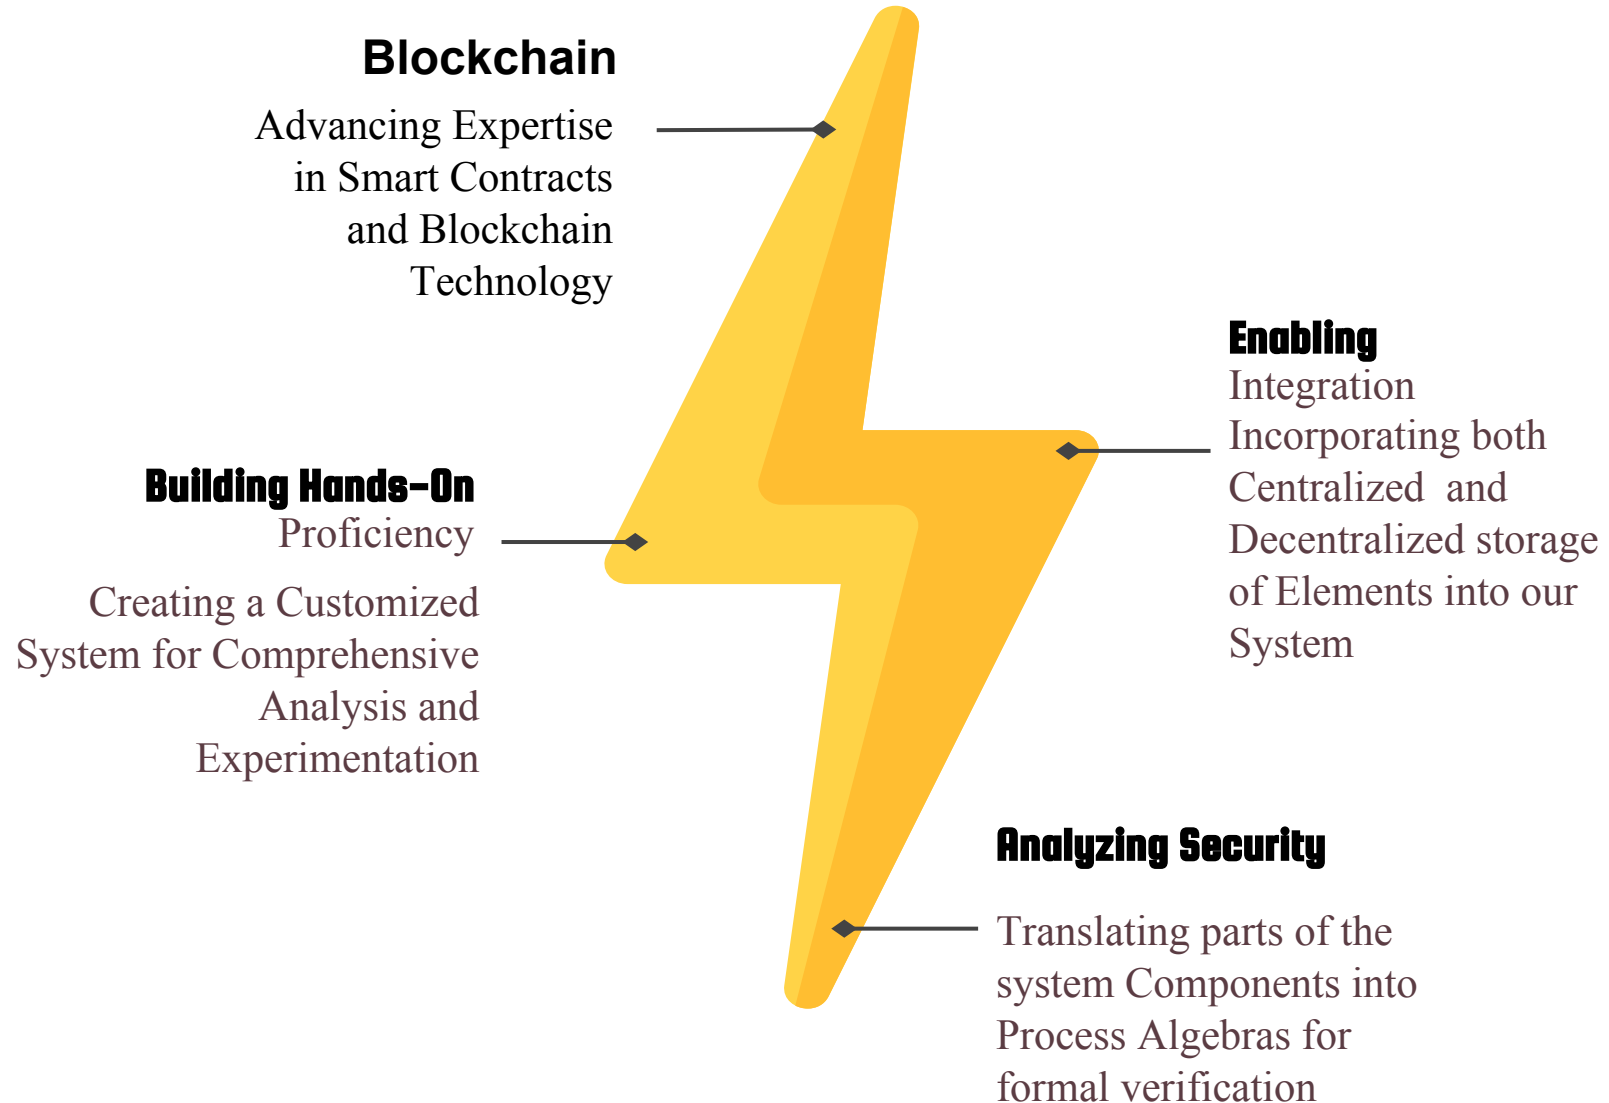 Blockchain
Advancing Expertise
in Smart Contracts
and Blockchain
Technology
Enabling
Integration
Incorporating both
Centralized and
Decentralized storage
of Elements into our
System
Building Hands-On
Proficiency
Creating a Customized
System for Comprehensive
Analysis and
Experimentation
Analyzing Security
Translating parts of the
system Components into
Process Algebras for
formal verification